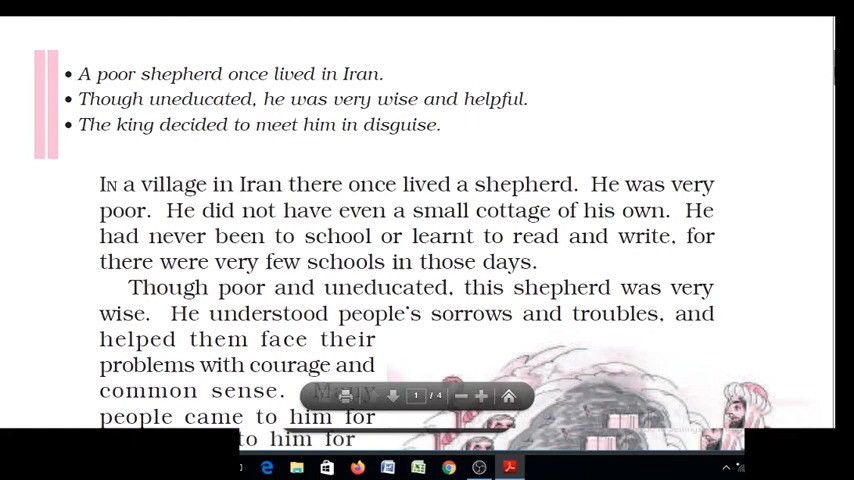 • A poor shepherd once lived in Iran.
• Though uneducated, he was very wise and helpful.
• The king decided to meet him in disguise.
IN a village in Iran there once lived a shepherd. He was very
poor. He did not have even a small cottage of his own. He
had never been to school or learnt to read and write, for
there were very few schools in those days.
Though poor and uneducated, this shepherd was very
wise. He understood people's sorrows and troubles, and
helped them face their
problems with courage and
common sense. Many
1 / 4
people came to him for
to him for